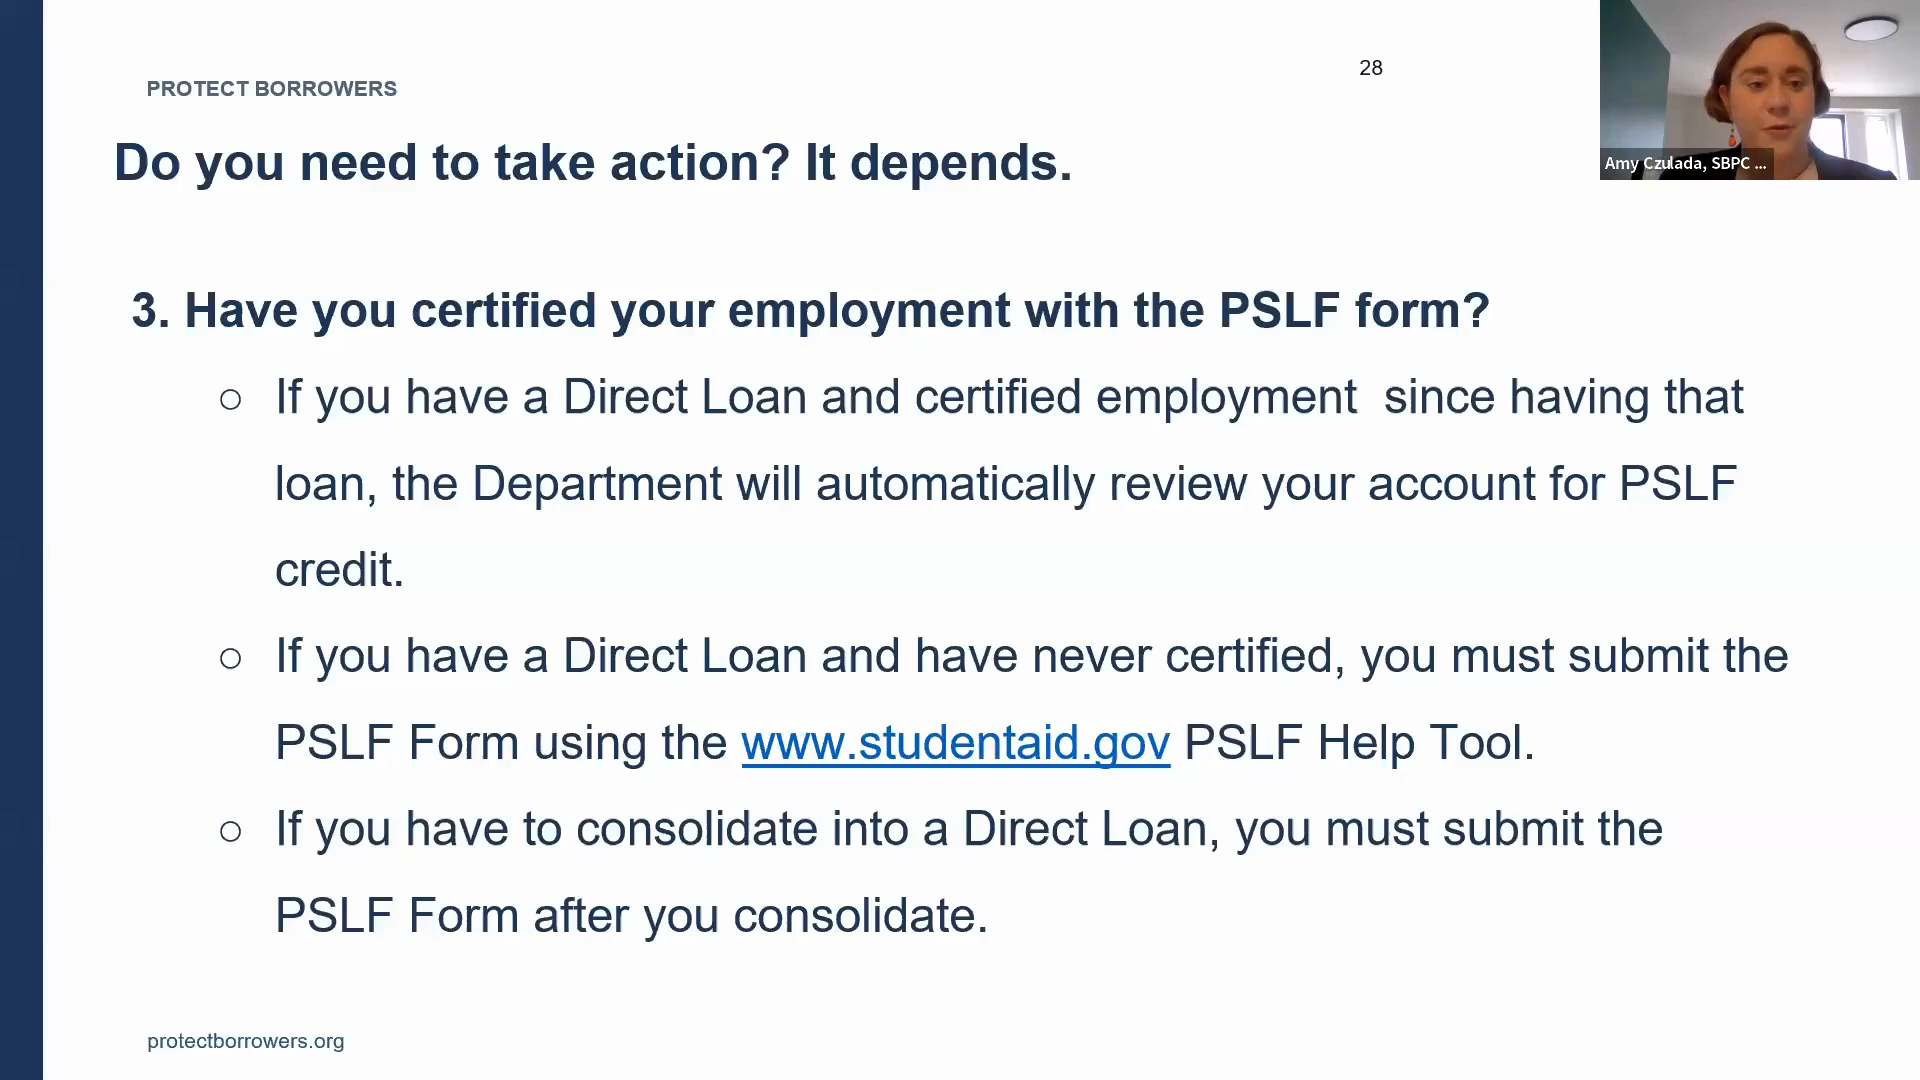 PROTECT BORROWERS
28
Do you need to take action? It depends.
Amy Czulada, SBPC ...
3. Have you certified your employment with the PSLF form?
○ If you have a Direct Loan and certified employment  since having that
loan, the Department will automatically review your account for PSLF
credit.
○ If you have a Direct Loan and have never certified, you must submit the
PSLF Form using the www.studentaid.gov PSLF Help Tool.
○ If you have to consolidate into a Direct Loan, you must submit the
PSLF Form after you consolidate.
protectborrowers.org